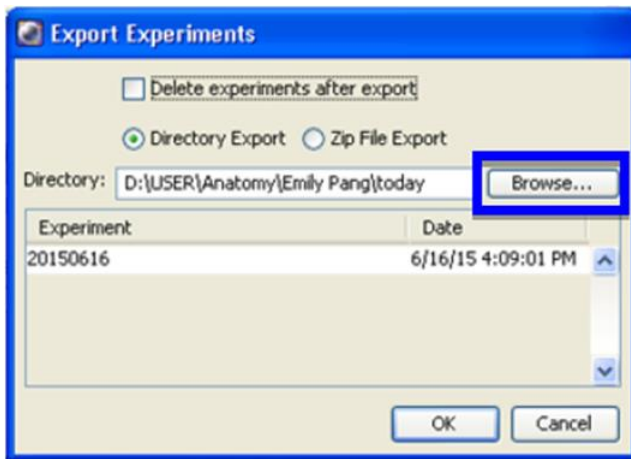 Export Experiments
Delete experiments after export
Directory Export Zip File Export
Directory: D:\USER\Anatomy\Emily Pang\today Browse...
Experiment Date
20150616 6/16/15 4:09:01 PM
OK Cancel